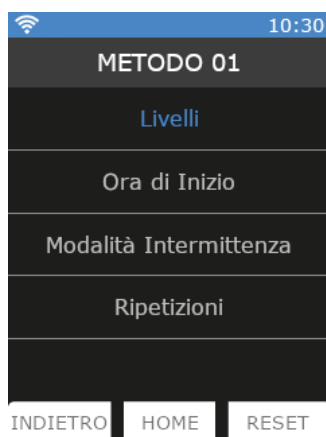 10:30
METODO 01
Livelli
Ora di Inizio
Modalità Intermittenza
Ripetizioni
INDIETRO HOME RESET